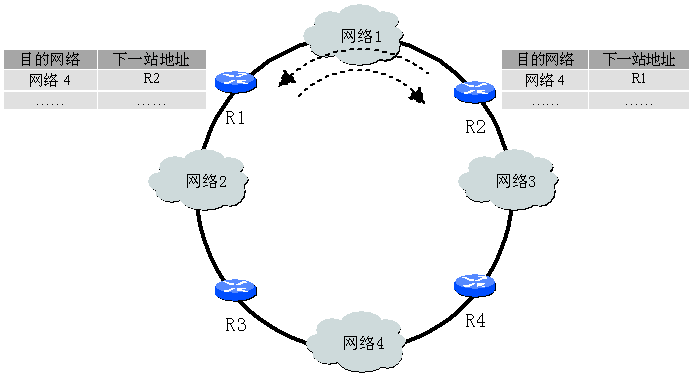 网络1
目的网络 下一站地址
网络 4 R2
…… ……
目的网络 下一站地址
网络 4 R1
…… ……
R1
R2
网络2
网络3
R3
R4
网络4